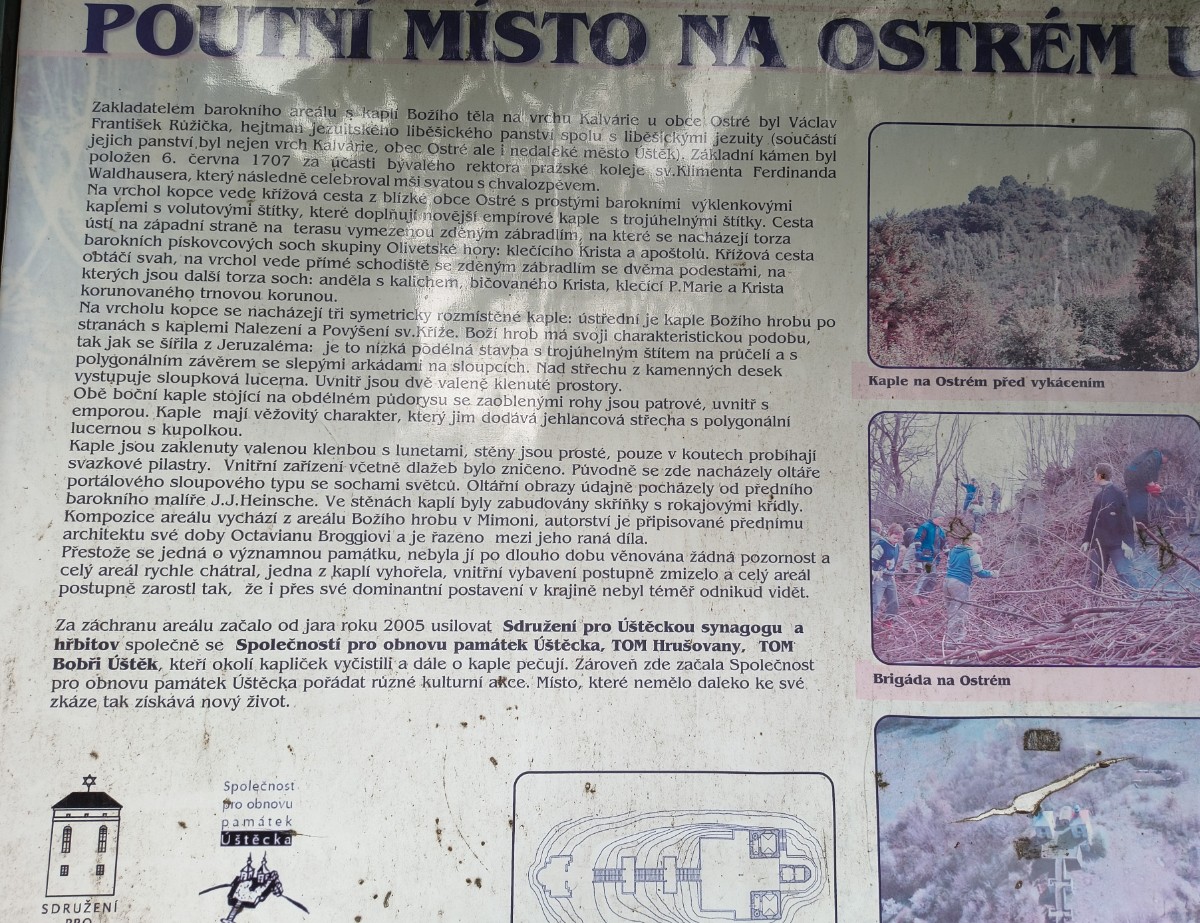 POUTNÍ MÍSTO NA OSTRÉM U
Zakladatelem barokního areálu s kaplí Božího těla na vrchu Kalvárie u obce Ostré byl Václav
František Růžička, hejtman jezuitského liběšického panství spolu s liběšickými jezuity (součástí
jejich panství byl nejen vrch Kalvárie, obec Ostré ale i nedaleké město Úštěk). Základní kámen byl
položen 6. června 1707 za účasti bývalého rektora pražské koleje sv.Klimenta Ferdinanda
Waldhausera, který následně celebroval mši svatou s chvalozpěvem.
Na vrchol kopce vede křížová cesta z blízké obce Ostré s prostými barokními výklenkovými
kaplemi s volutovými štítky, které doplňují novější empírové kaple s trojúhelnými štítky. Cesta
ústí na západní straně na terasu vymezenou zděným zábradlím, na které se nacházejí torza
barokních pískovcových soch skupiny Olivetské hory: klečícího Krista a apoštolů. Křížová cesta
obtáčí svah, na vrchol vede přímé schodiště se zděným zábradlím se dvěma podestami, na
kterých jsou další torza soch: anděla s kalichem, bičovaného Krista, klečící P.Marie a Krista
korunovaného trnovou korunou.
Na vrcholu kopce se nacházejí tři symetricky rozmístěné kaple: ústřední je kaple Božího hrobu po
stranách s kaplemi Nalezení a Povýšení sv.Kříže. Boží hrob má svoji charakteristickou podobu,
tak jak se šířila z Jeruzaléma: je to nízká podélná stavba s trojúhelným štítem na průčelí a s
polygonálním závěrem se slepými arkádami na sloupcích. Nad střechu z kamenných desek
vystupuje sloupková lucerna. Uvnitř jsou dvě valeně klenuté prostory.
Obě boční kaple stojící na obdélném půdorysu se zaoblenými rohy jsou patrové, uvnitř s
emporou. Kaple mají věžovitý charakter, který jim dodává jehlancová střecha s polygonální
lucernou s kupolkou.
Kaple jsou zaklenuty valenou klenbou s lunetami, stěny jsou prosté, pouze v koutech probíhají
svazkové pilastry. Vnitřní zařízení včetně dlažeb bylo zničeno. Původně se zde nacházely oltáře
portálového sloupového typu se sochami světců. Oltářní obrazy údajně pocházely od předního
barokního malíře J.J.Heinsche. Ve stěnách kaplí byly zabudovány skříňky s rokajovými křídly.
Kompozice areálu vychází z areálu Božího hrobu v Mimoni, autorství je připisované přednímu
architektu své doby Octavianu Broggiovi a je řazeno mezi jeho raná díla.
Přestože se jedná o významnou památku, nebyla jí po dlouho dobu věnována žádná pozornost a
celý areál rychle chátral, jedna z kaplí vyhořela, vnitřní vybavení postupně zmizelo a celý areál
postupně zarostl tak, že i přes své dominantní postavení v krajině nebyl téměř odnikud vidět.
Za záchranu areálu začalo od jara roku 2005 usilovat Sdružení pro Úštěckou synagogu a
hřbitov společně se Společností pro obnovu památek Úštěcka, TOM Hrušovany, TOM
Bobři Úštěk, kteří okolí kapliček vyčistili a dále o kaple pečují. Zároveň zde začala Společnost
pro obnovu památek Úštěcka pořádat různé kulturní akce. Místo, které nemělo daleko ke své
zkáze tak získává nový život.
Kaple na Ostrém před vykácením
Brigáda na Ostrém
SDRUŽENÍ
PRO
Společnost
pro obnovu
památek
Úštěcka